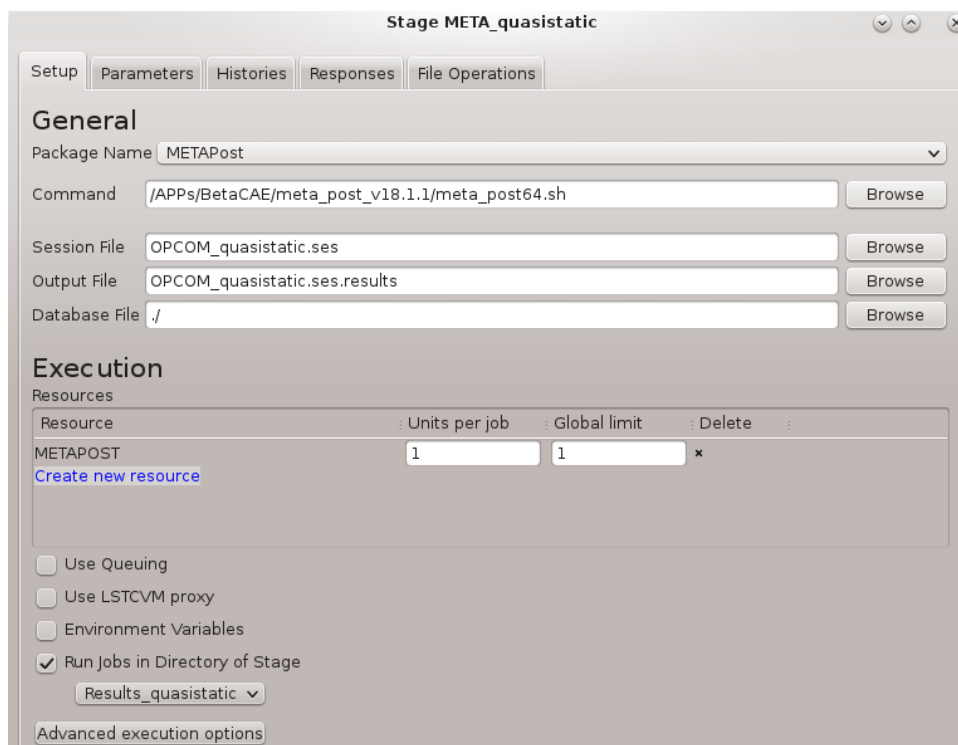 Stage META_quasistatic
Setup Parameters Histories Responses File Operations
General
Package Name METAPost
Command /APPs/BetaCAE/meta_post_v18.1.1/meta_post64.sh Browse
Session File OPCOM_quasistatic.ses Browse
Output File OPCOM_quasistatic.ses.results Browse
Database File ./ Browse
Execution
Resources
Resource Units per job Global limit Delete
METAPOST 1 1 ×
Create new resource
Use Queuing
Use LSTCVM proxy
Environment Variables
Run Jobs in Directory of Stage
Results_quasistatic
Advanced execution options